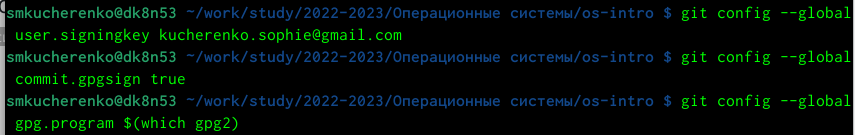 smkucherenko@dk8n53 ~/work/study/2022-2023/Операционные системы/os-intro $ git config --global
user.signingkey kucherenko.sophie@gmail.com
smkucherenko@dk8n53 ~/work/study/2022-2023/Операционные системы/os-intro $ git config --global
commit.gpgsign true
smkucherenko@dk8n53 ~/work/study/2022-2023/Операционные системы/os-intro $ git config --global
gpg.program $(which gpg2)